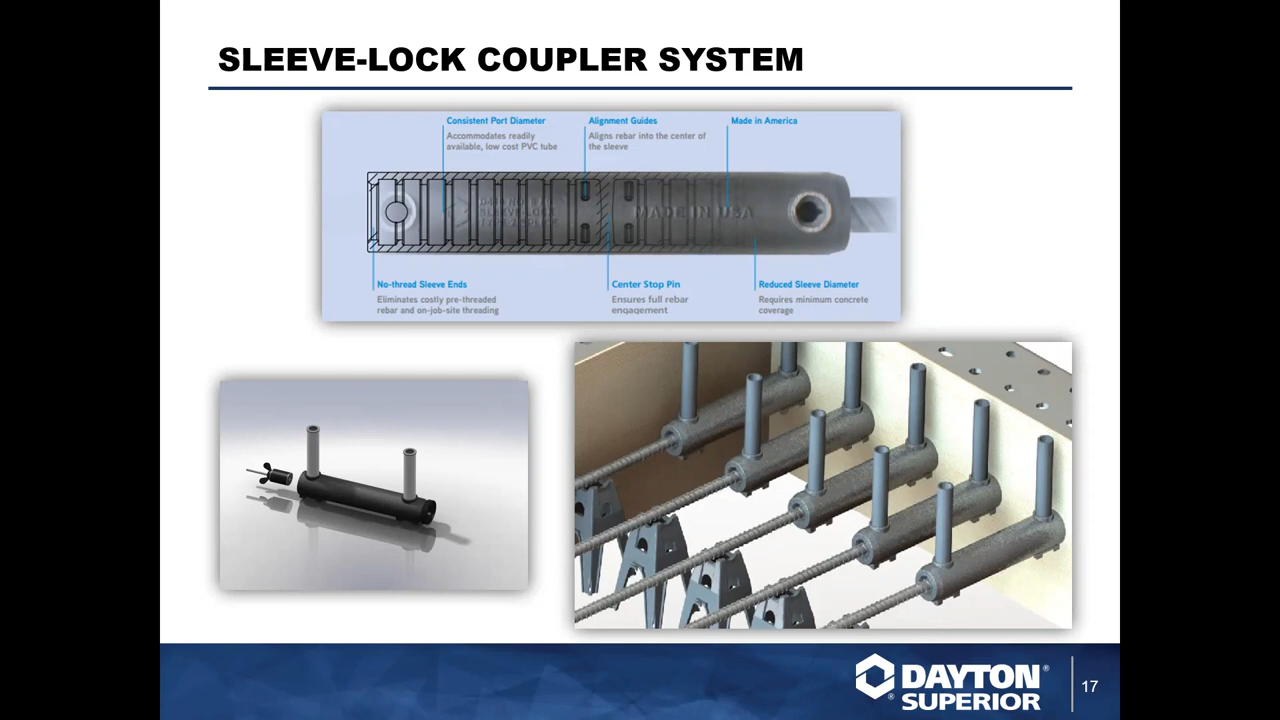 SLEEVE-LOCK COUPLER SYSTEM
Consistent Port Diameter
Accommodates readily
available, low cost PVC tube
Alignment Guides
Aligns rebar into the center of
the sleeve
Made in America
SLEEVE-LOCK
MADE IN USA
No-thread Sleeve Ends
Eliminates costly pre-threaded
rebar and on-job-site threading
Center Stop Pin
Ensures full rebar
engagement
Reduced Sleeve Diameter
Requires minimum concrete
coverage
DAYTON®
® SUPERIOR
17